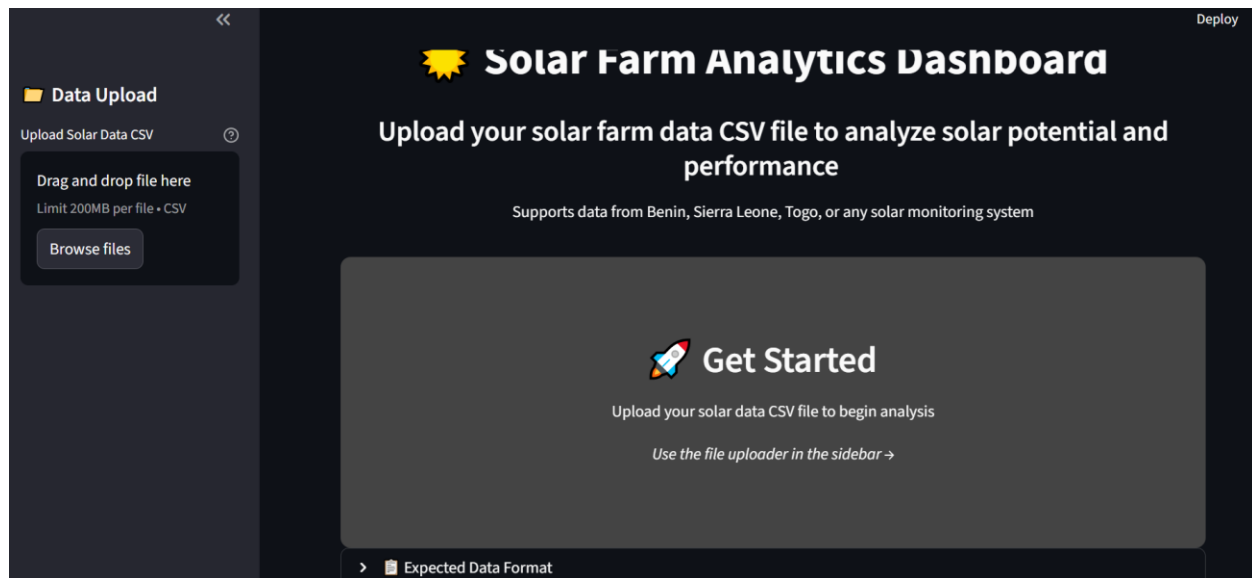 Deploy
Data Upload
Upload Solar Data CSV
Drag and drop file here
Limit 200MB per file • CSV
Browse files
Solar Farm Analytics Dashboard
Upload your solar farm data CSV file to analyze solar potential and
performance
Supports data from Benin, Sierra Leone, Togo, or any solar monitoring system
Get Started
Upload your solar data CSV file to begin analysis
Use the file uploader in the sidebar →
Expected Data Format